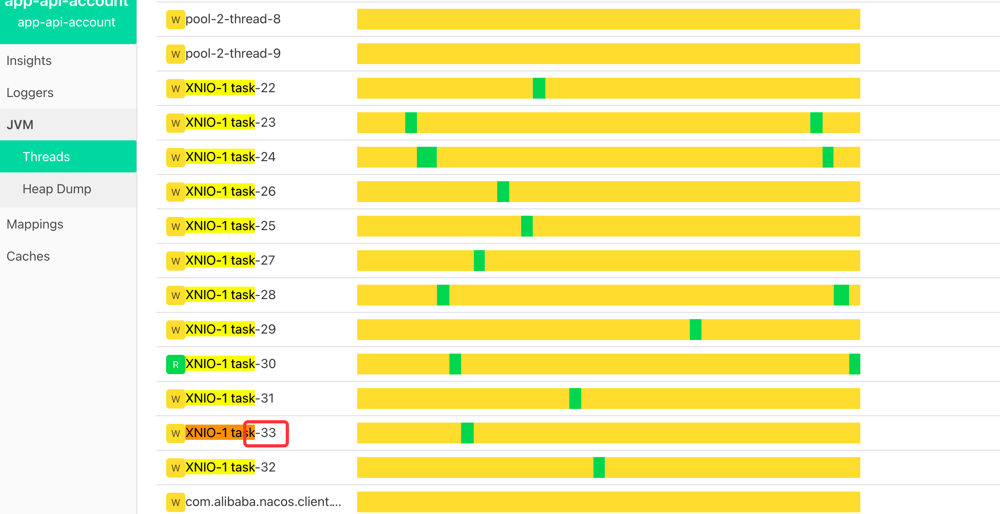 app-api-account
app-api-account
Insights
Loggers
JVM
Threads
Heap Dump
Mappings
Caches
W pool-2-thread-8
W pool-2-thread-9
W XNIO-1 task-22
W XNIO-1 task-23
W XNIO-1 task-24
W XNIO-1 task-26
W XNIO-1 task-25
W XNIO-1 task-27
W XNIO-1 task-28
W XNIO-1 task-29
R XNIO-1 task-30
W XNIO-1 task-31
W XNIO-1 task-33
W XNIO-1 task-32
W com.alibaba.nacos.client....